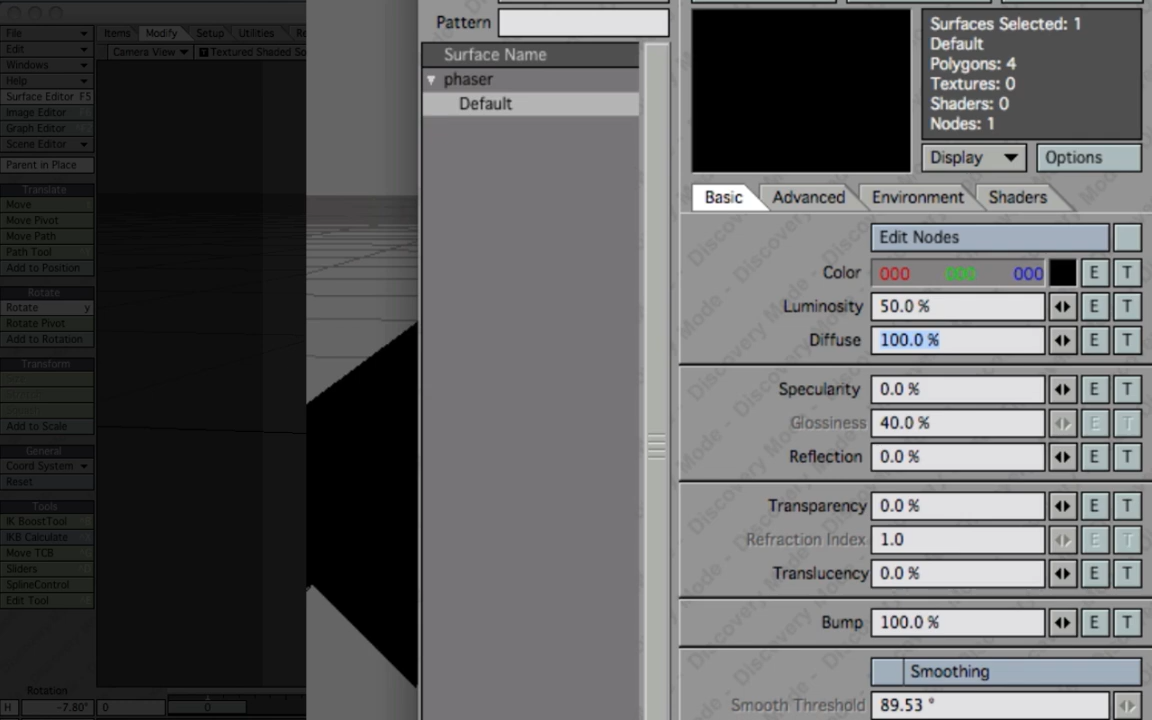 Items Modify Setup Utilities Re
Camera View Textured Shaded So
File
Edit
Windows
Help
Surface Editor F5
Image Editor
Graph Editor
Scene Editor
Parent in Place
Translate
Move
Move Pivot
Move Path
Path Tool
Add to Position
Rotate
Rotate y
Rotate Pivot
Add to Rotation
Transform
Add to Scale
General
Coord System
Reset
Tools
IK BoostTool
IKB Calculate
Move TCB
Sliders
SplineControl
Edit Tool
Rotation
H -7.80° 0 0
Pattern
Surface Name
phaser
Default
Surfaces Selected: 1
Default
Polygons: 4
Textures: 0
Shaders: 0
Nodes: 1
Display Options
Basic Advanced Environment Shaders
Edit Nodes
Color 000 000 000 E T
Luminosity 50.0 % E T
Diffuse 100.0 % E T
Specularity 0.0 % E T
Glossiness 40.0 % E T
Reflection 0.0 % E T
Transparency 0.0 % E T
Refraction Index 1.0 E T
Translucency 0.0 % E T
Bump 100.0 % E T
Smoothing
Smooth Threshold 89.53 °